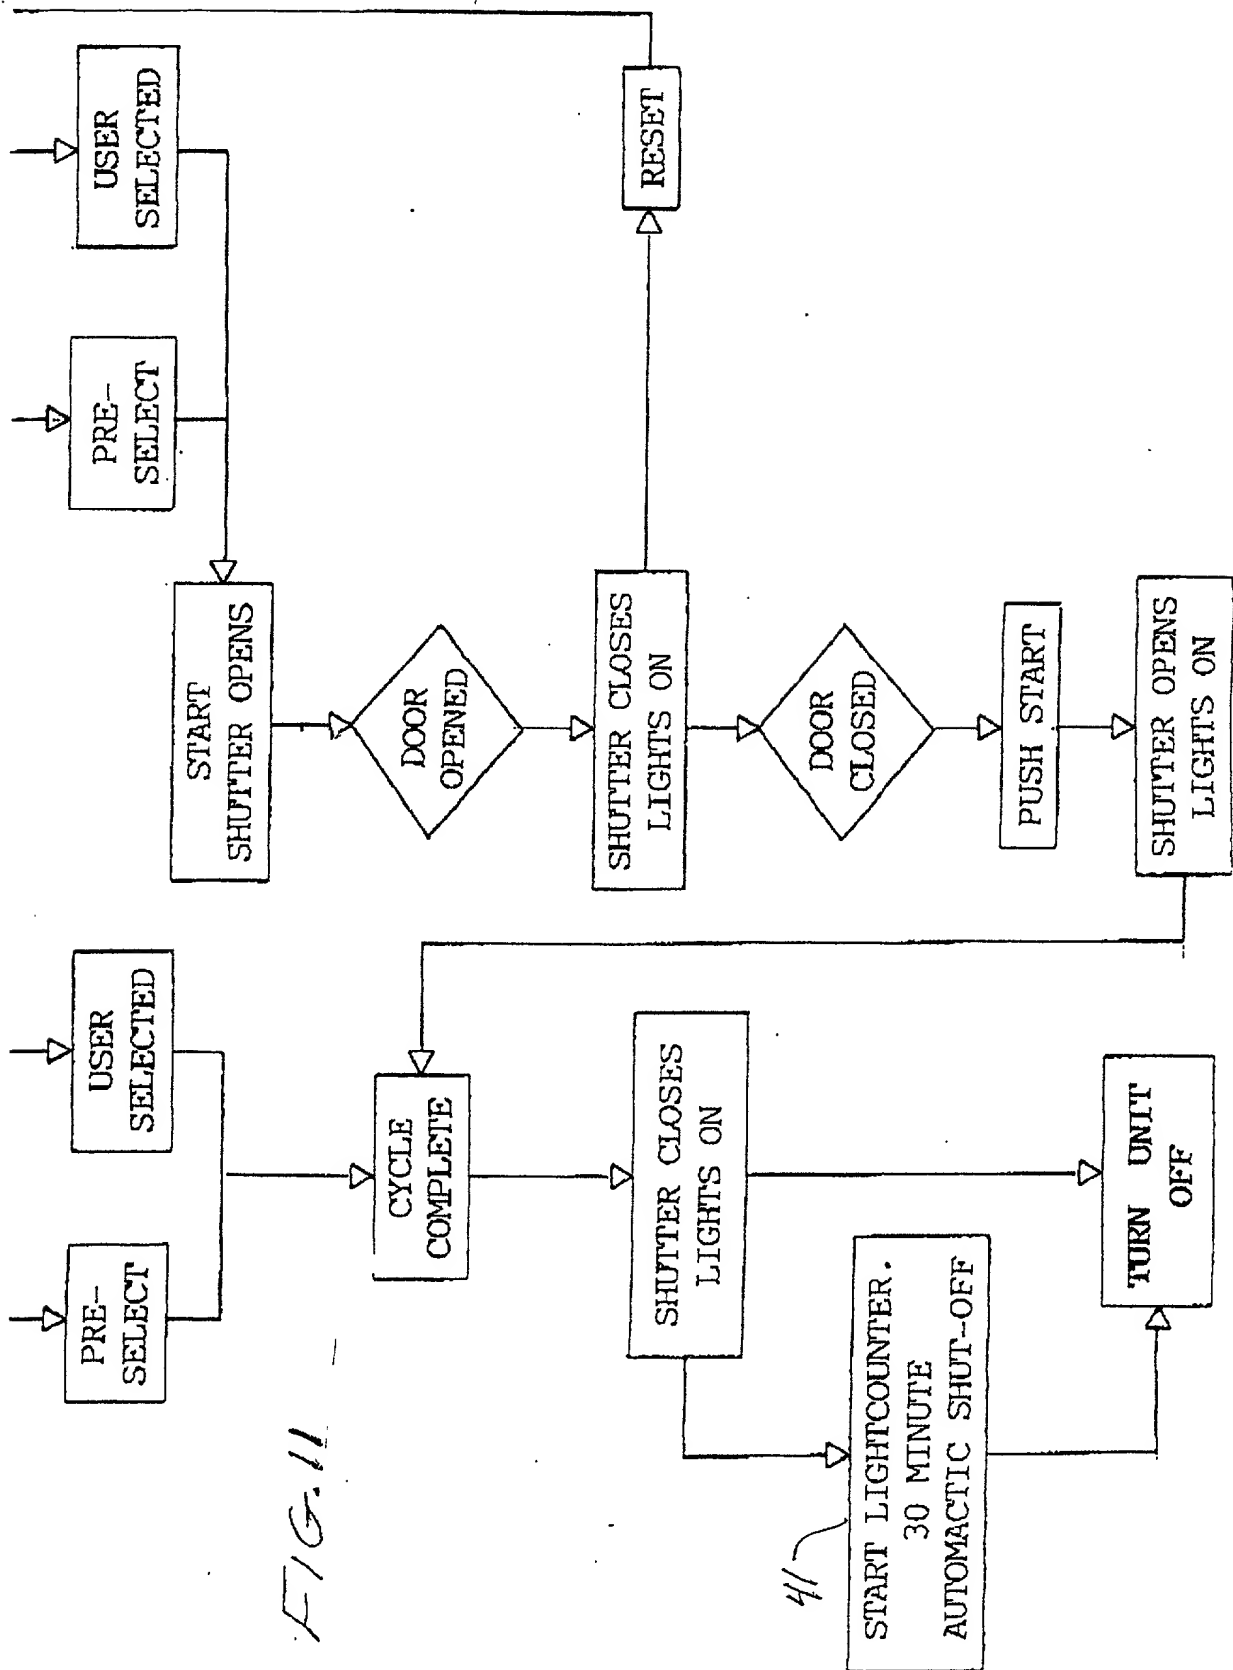 PRE-
SELECT
USER
SELECTED
PRE-
SELECT
USER
SELECTED
START
SHUTTER OPENS
CYCLE
COMPLETE
DOOR
OPENED
SHUTTER CLOSES
LIGHTS ON
SHUTTER CLOSES
LIGHTS ON
RESET
START LIGHTCOUNTER.
30 MINUTE
AUTOMACTIC SHUT-OFF
41
DOOR
CLOSED
PUSH START
TURN UNIT
OFF
SHUTTER OPENS
LIGHTS ON
FIG. 11